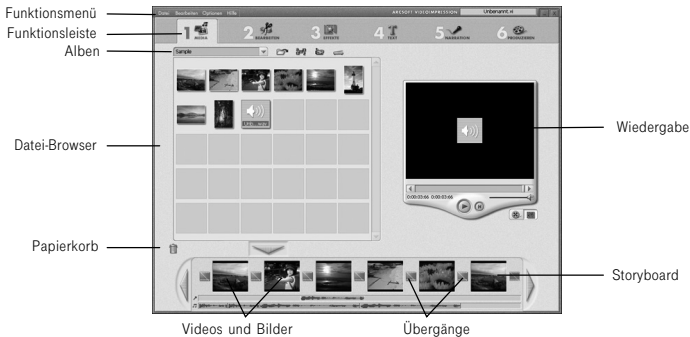 Funktionsmenü
Datei Bearbeiten Optionen Hilfe
ARCSOFT VIDEOIMPRESSION
Unbenannt.vi
Funktionsleiste
1 MEDIA
2 BEARBEITEN
3 EFFEKTE
4 TEXT
5 NARRATION
6 PRODUZIEREN
Alben
Sample
Datei-Browser
Wiedergabe
0:00:03:66 0:00:03:66
Papierkorb
Storyboard
Videos und Bilder
Übergänge